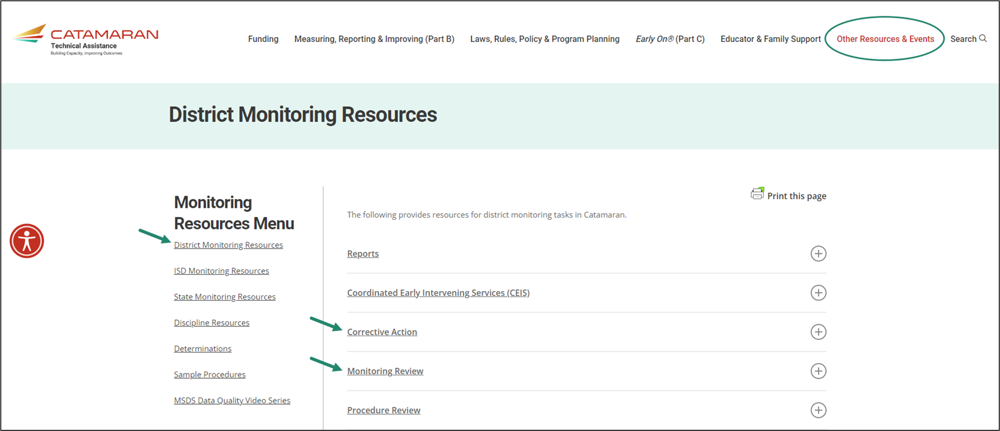 CATAMARAN
Technical Assistance
Building Capacity, Improving Outcomes
Funding
Measuring, Reporting & Improving (Part B)
Laws, Rules, Policy & Program Planning
Early On® (Part C)
Educator & Family Support
Other Resources & Events
Search
District Monitoring Resources
Monitoring
Resources Menu
District Monitoring Resources
ISD Monitoring Resources
State Monitoring Resources
Discipline Resources
Determinations
Sample Procedures
MSDS Data Quality Video Series
Print this page
The following provides resources for district monitoring tasks in Catamaran.
Reports
Coordinated Early Intervening Services (CEIS)
Corrective Action
Monitoring Review
Procedure Review